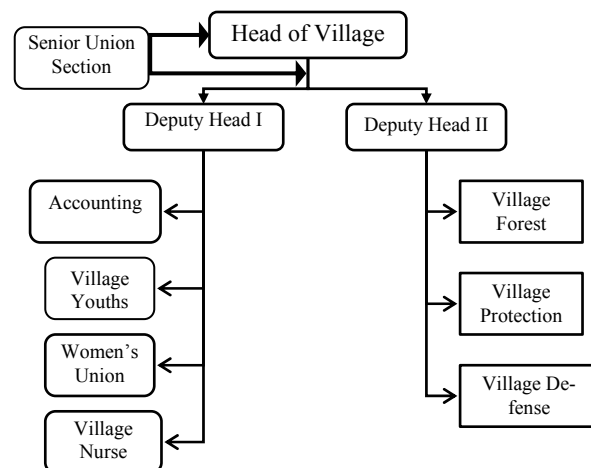 Senior Union
Section
Head of Village
Deputy Head I
Deputy Head II
Accounting
Village
Youths
Women’s
Union
Village
Nurse
Village
Forest
Village
Protection
Village De-
fense